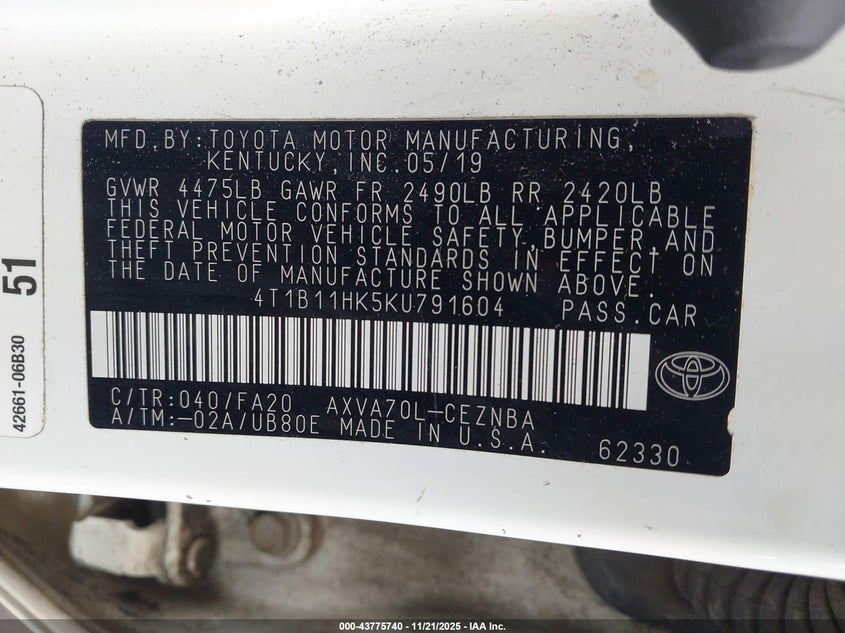 MFD.BY:TOYOTA MOTOR MANUFACTURING,
KENTUCKY,INC.05/19
GVWR 4475LB GAWR FR 2490LB RR 2420LB
THIS VEHICLE CONFORMS TO ALL APPLICABLE
FEDERAL MOTOR VEHICLE SAFETY,BUMPER,AND
THEFT PREVENTION STANDARDS IN EFFECT ON
THE DATE OF MANUFACTURE SHOWN ABOVE.
4T1B11HK5KU791604 PASS.CAR
C/TR:040/FA20 AXVA70L-CEZNBA
A/TM:-02A/UB80E MADE IN U.S.A. 62330
51
42661-06B30
000-43775740 - 11/21/2025 - IAA Inc.